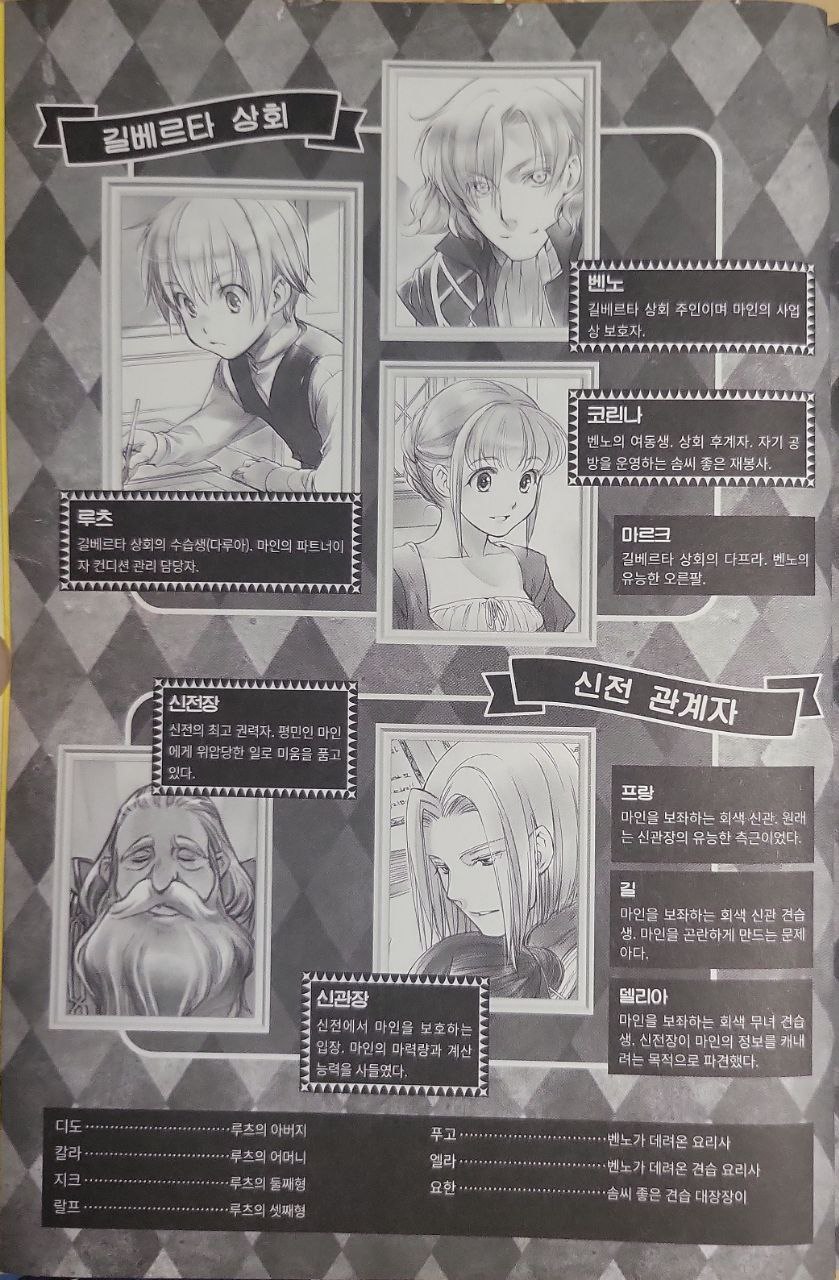 길베르타 상회
벤노
길베르타 상회 주인이며 마인의 사업
상 보호자.
코린나
벤노의 여동생. 상회 후계자. 자기 공
방을 운영하는 솜씨 좋은 재봉사.
루츠
길베르타 상회의 수습생(다루아). 마인의 파트너이
자 컨디션 관리 담당자.
마르크
길베르타 상회의 다프라. 벤노의
유능한 오른팔.
신전 관계자
신전장
신전의 최고 권력자. 평민인 마인
에게 위압당한 일로 미움을 품고
있다.
신관장
신전에서 마인을 보호하는
입장. 마인의 마력량과 계산
능력을 사들였다.
프랑
마인을 보좌하는 회색 신관. 원래
는 신관장의 유능한 측근이었다.
길
마인을 보좌하는 회색 신관 견습
생. 마인을 곤란하게 만드는 문제
아다.
델리아
마인을 보좌하는 회색 무녀 견습
생. 신전장이 마인의 정보를 캐내
려는 목적으로 파견했다.
디도……………………루츠의 아버지
칼라……………………루츠의 어머니
지크……………………루츠의 둘째형
랄프……………………루츠의 셋째형
푸고……………………벤노가 데려온 요리사
엘라……………………벤노가 데려온 견습 요리사
요한……………………솜씨 좋은 견습 대장장이